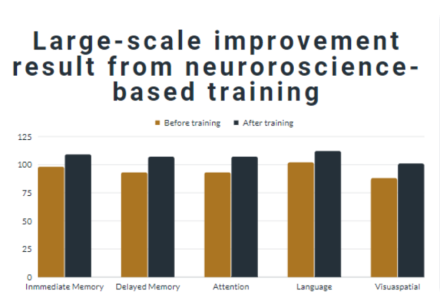 Large-scale improvement
result from neuroroscience-
based training
Before training After training
125
100
75
50
25
0
Inmmediate Memory Delayed Memory Attention Language Visuaspatial